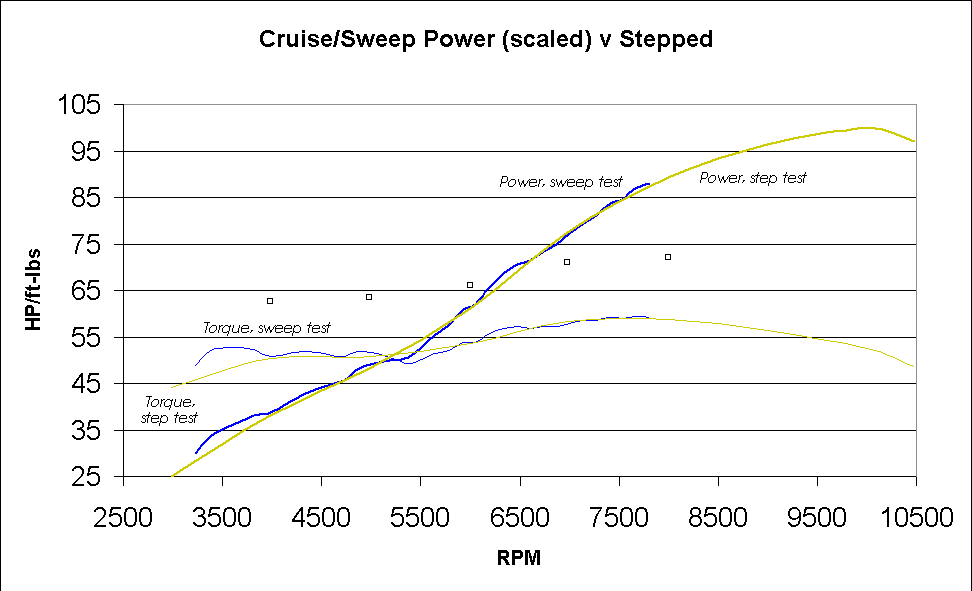 Cruise/Sweep Power (scaled) v Stepped
105
95
85
75
65
55
45
35
25
HP/ft-lbs
Power, sweep test
Power, step test
Torque, sweep test
Torque,
step test
2500 3500 4500 5500 6500 7500 8500 9500 10500
RPM